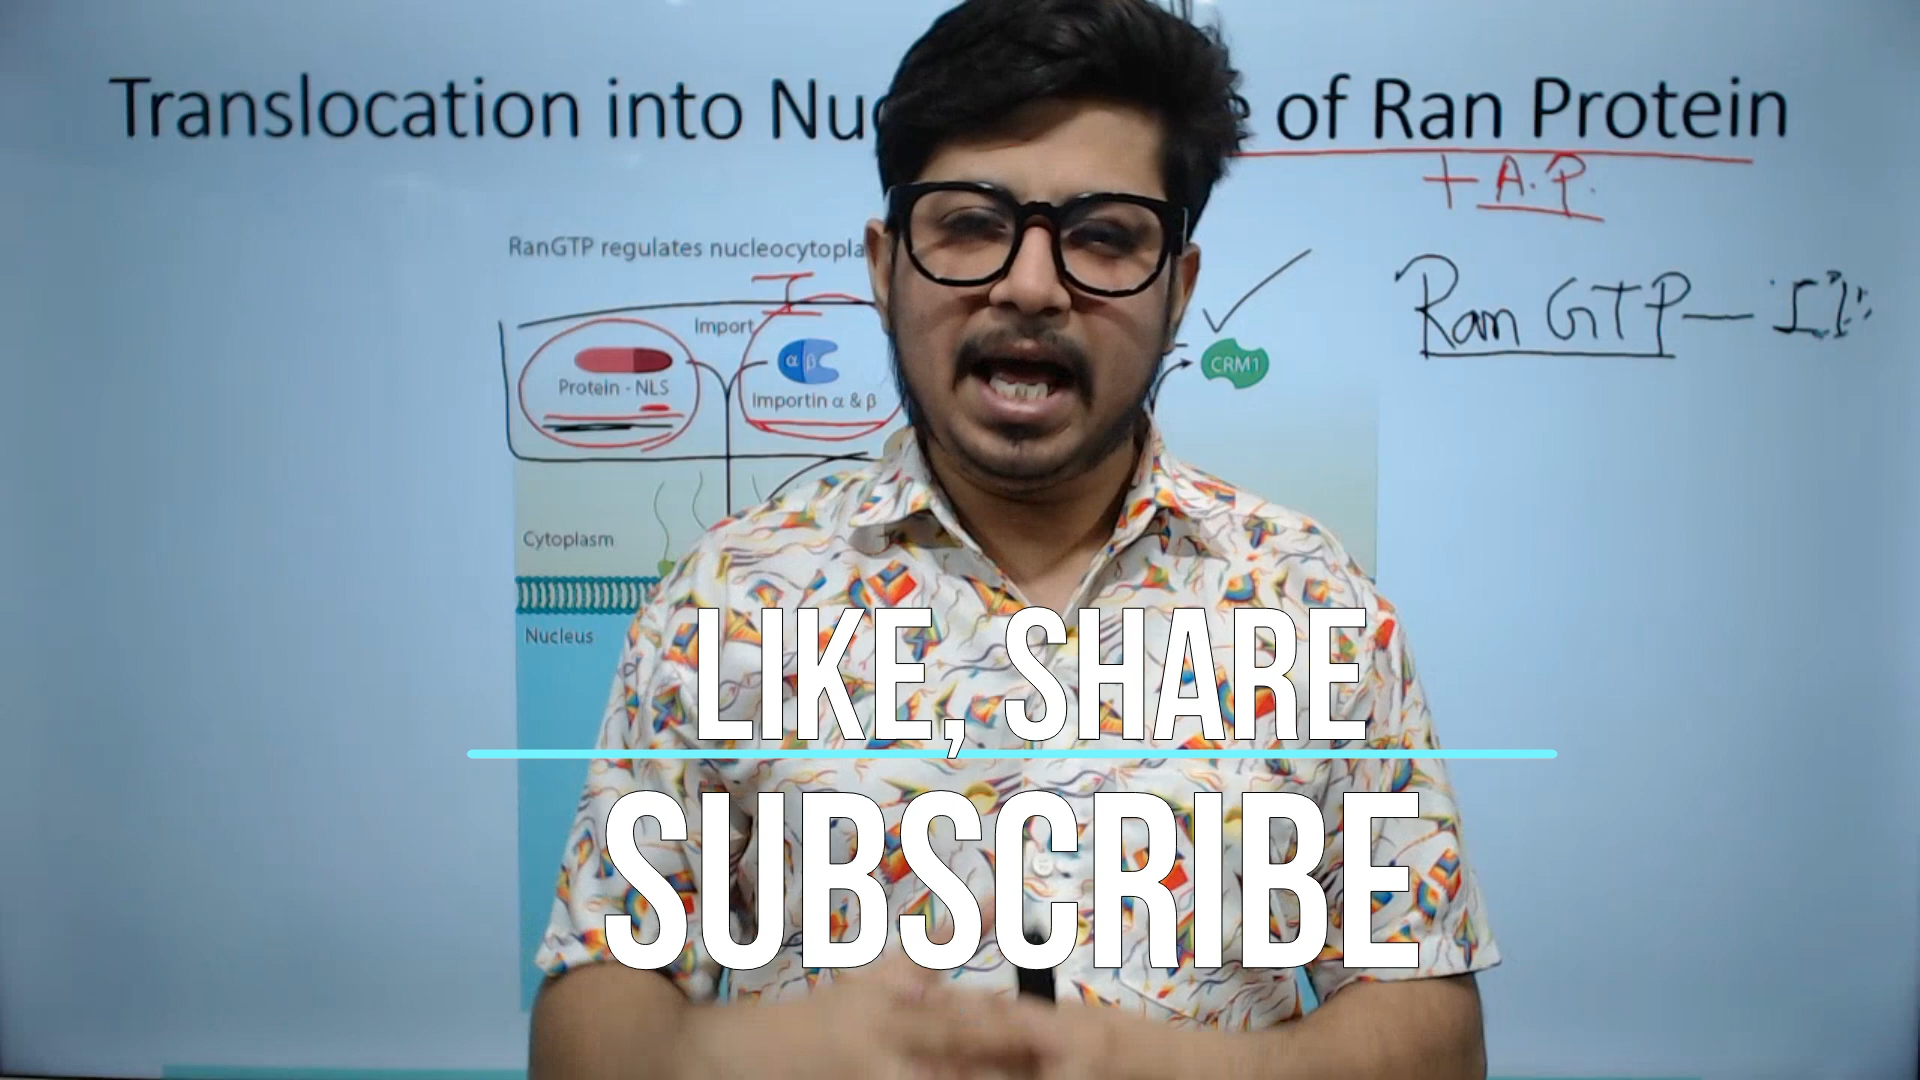 Translocation into Nuc e of Ran Protein
+ A.P.
RanGTP regulates nucleocytopla
Ran GTP —
Import
α β
CRM1
Protein - NLS
Importin α & β
Cytoplasm
Nucleus
LIKE, SHARE
SUBSCRIBE